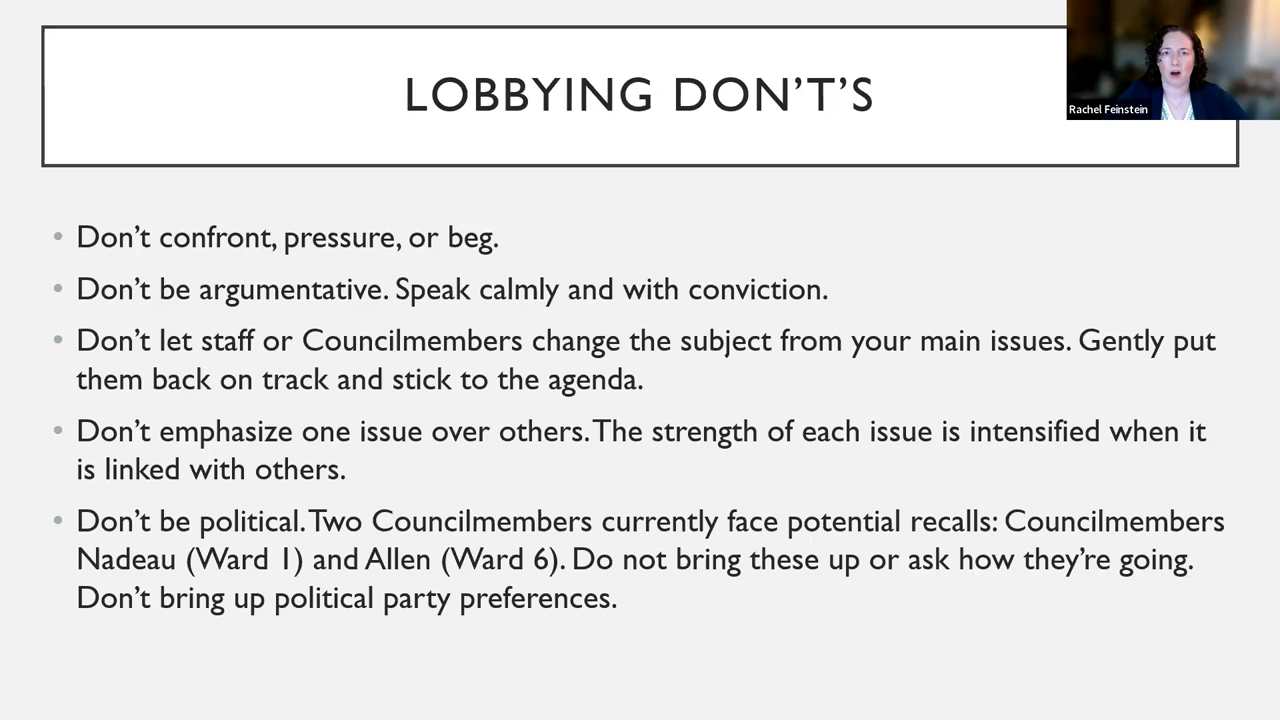 LOBBYING DON'T'S
Rachel Feinstein
• Don't confront, pressure, or beg.
• Don't be argumentative. Speak calmly and with conviction.
• Don't let staff or Councilmembers change the subject from your main issues. Gently put
them back on track and stick to the agenda.
• Don't emphasize one issue over others. The strength of each issue is intensified when it
is linked with others.
• Don't be political. Two Councilmembers currently face potential recalls: Councilmembers
Nadeau (Ward 1) and Allen (Ward 6). Do not bring these up or ask how they're going.
Don't bring up political party preferences.